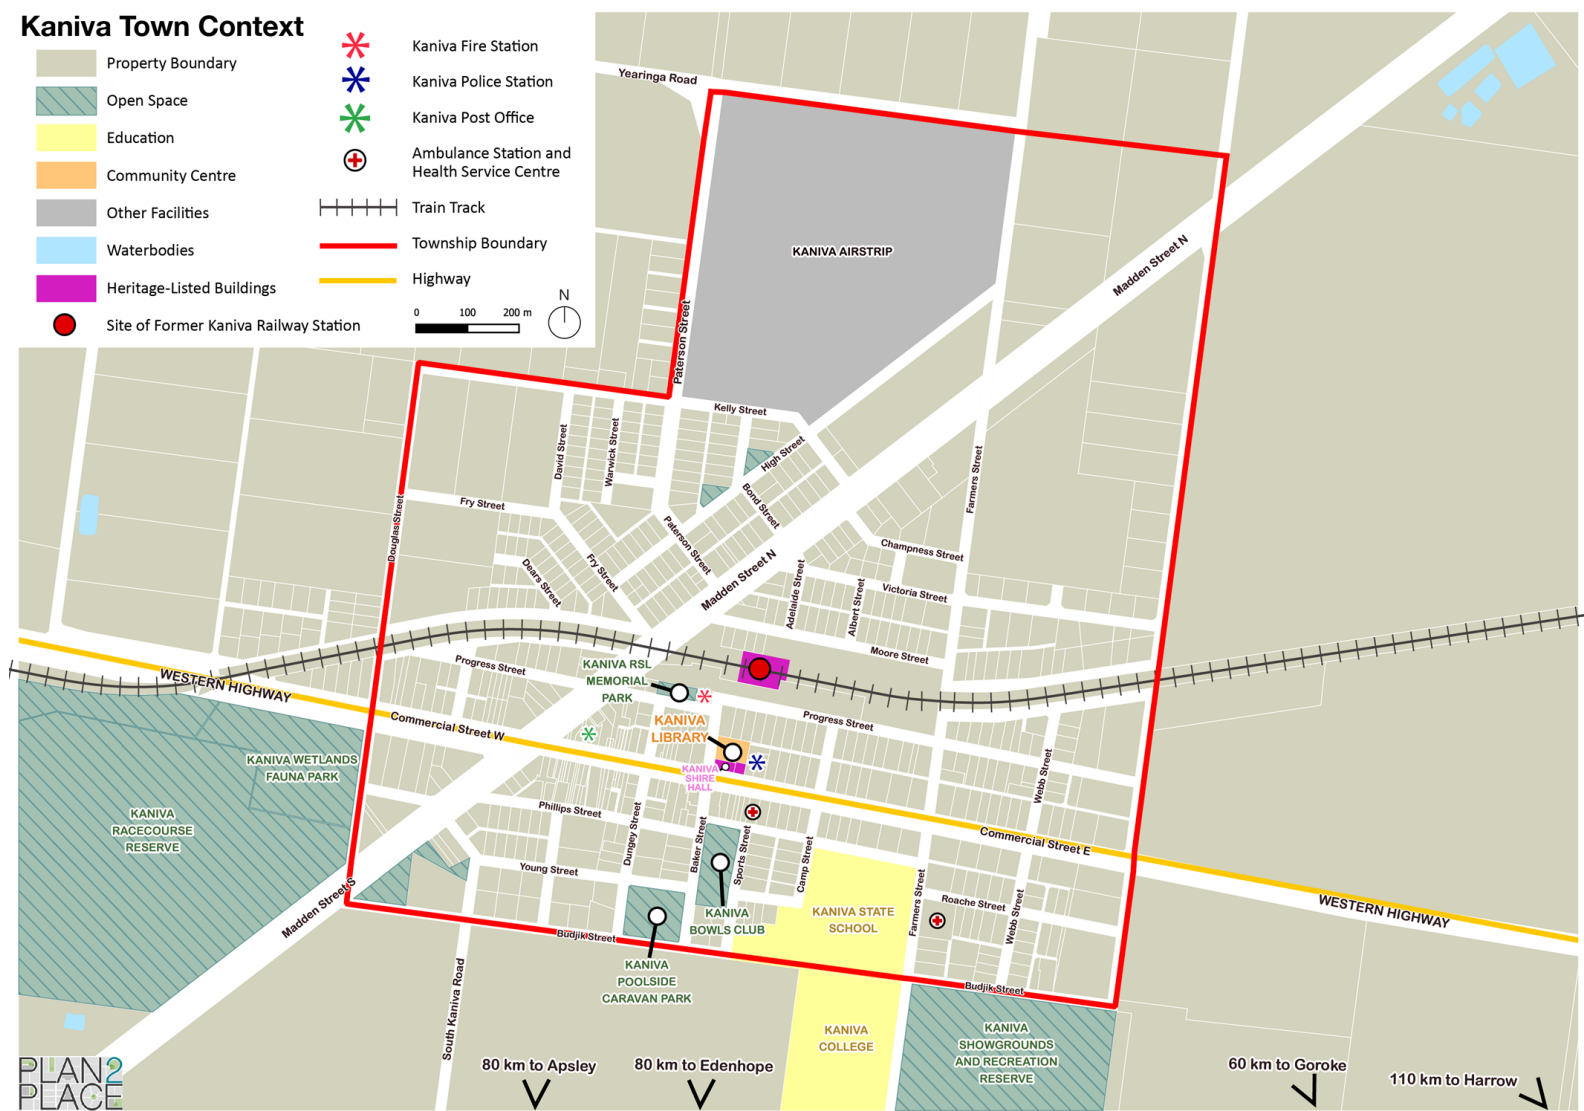 Kaniva Town Context
Property Boundary
Open Space
Education
Community Centre
Other Facilities
Waterbodies
Heritage-Listed Buildings
Site of Former Kaniva Railway Station
Kaniva Fire Station
Kaniva Police Station
Kaniva Post Office
Ambulance Station and
Health Service Centre
Train Track
Township Boundary
Highway
0 100 200 m
N
Yearinga Road
KANIVA AIRSTRIP
Madden Street N
Paterson Street
Kelly Street
High Street
David Street
Warwick Street
Farmers Street
Bond Street
Fry Street
Douglas Street
Paterson Street
Champness Street
Fry Street
Dears Street
Madden Street N
Adelaide Street
Albert Street
Victoria Street
Moore Street
Progress Street
KANIVA RSL
MEMORIAL
PARK
WESTERN HIGHWAY
Commercial Street W
KANIVA
LIBRARY
Progress Street
KANIVA
SHIRE
HALL
KANIVA WETLANDS
FAUNA PARK
Webb Street
KANIVA
RACECOURSE
RESERVE
Phillips Street
Dungey Street
Baker Street
Sports Street
Camp Street
Commercial Street E
Young Street
Madden Street S
KANIVA
BOWLS CLUB
KANIVA STATE
SCHOOL
Farmers Street
Roache Street
Webb Street
WESTERN HIGHWAY
Budjik Street
KANIVA
POOLSIDE
CARAVAN PARK
South Kaniva Road
Budjik Street
KANIVA
COLLEGE
KANIVA
SHOWGROUNDS
AND RECREATION
RESERVE
80 km to Apsley
80 km to Edenhope
60 km to Goroke
110 km to Harrow
PLAN2
PLACE